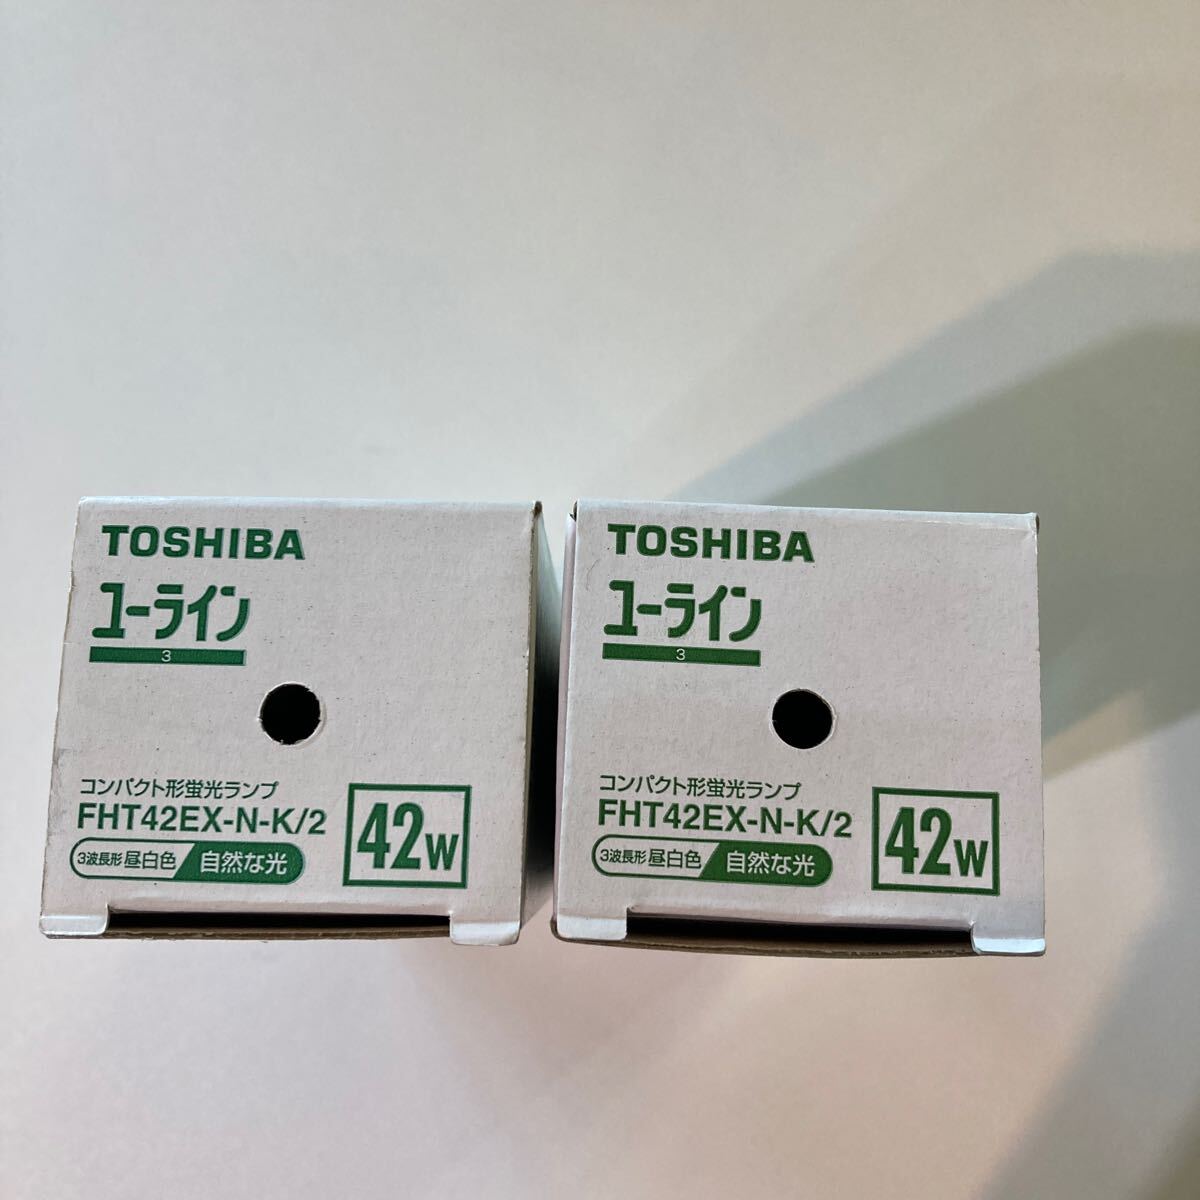 TOSHIBA
ユーライン
3
コンパクト形蛍光ランプ
FHT42EX-N-K/2
3波長形 昼白色 自然な光
42W
TOSHIBA
ユーライン
3
コンパクト形蛍光ランプ
FHT42EX-N-K/2
3波長形 昼白色 自然な光
42W